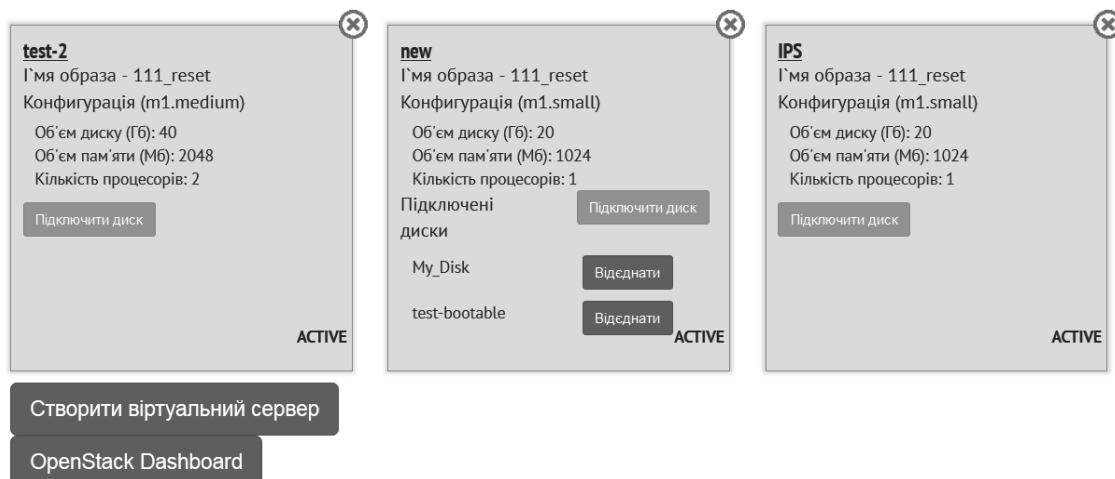 test-2
І`мя образа - 111_reset
Конфигурація (m1.medium)
Об'єм диску (Гб): 40
Об'єм пам'яти (Мб): 2048
Кількість процесорів: 2
Підключити диск
ACTIVE
new
І`мя образа - 111_reset
Конфигурація (m1.small)
Об'єм диску (Гб): 20
Об'єм пам'яти (Мб): 1024
Кількість процесорів: 1
Підключені
диски
Підключити диск
My_Disk
Відєднати
test-bootable
Відєднати
ACTIVE
IPS
І`мя образа - 111_reset
Конфигурація (m1.small)
Об'єм диску (Гб): 20
Об'єм пам'яти (Мб): 1024
Кількість процесорів: 1
Підключити диск
ACTIVE
Створити віртуальний сервер
OpenStack Dashboard